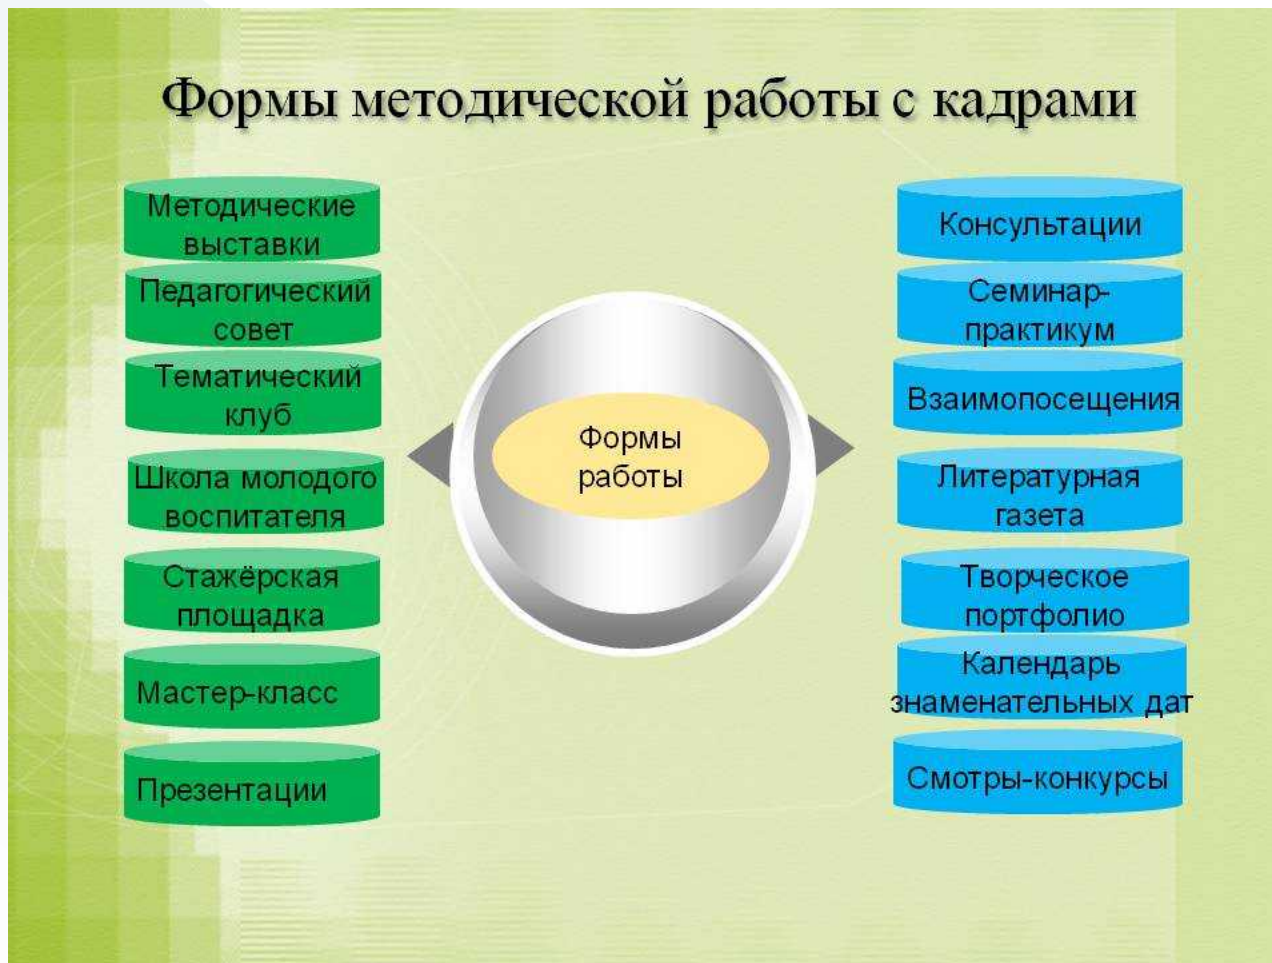 Формы методической работы с кадрами
Методические
выставки
Педагогический
совет
Тематический
клуб
Школа молодого
воспитателя
Стажёрская
площадка
Мастер-класс
Презентации
Формы
работы
Консультации
Семинар-
практикум
Взаимопосещения
Литературная
газета
Творческое
портфолио
Календарь
знаменательных дат
Смотры-конкурсы